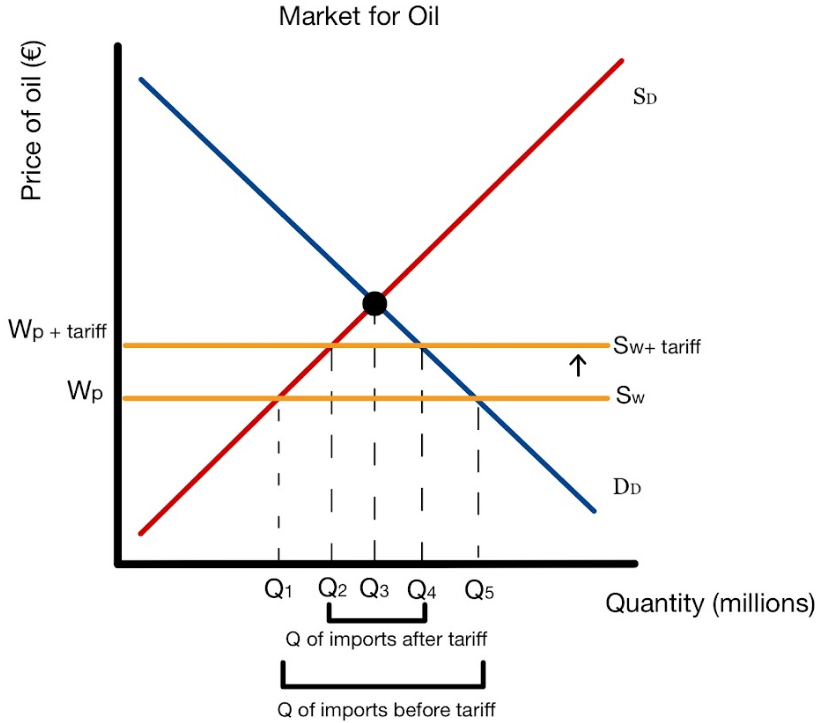 Market for Oil
Price of oil (€)
SD
Wp + tariff
Sw+ tariff
Wp
Sw
DD
Q1 Q2 Q3 Q4 Q5
Quantity (millions)
Q of imports after tariff
Q of imports before tariff